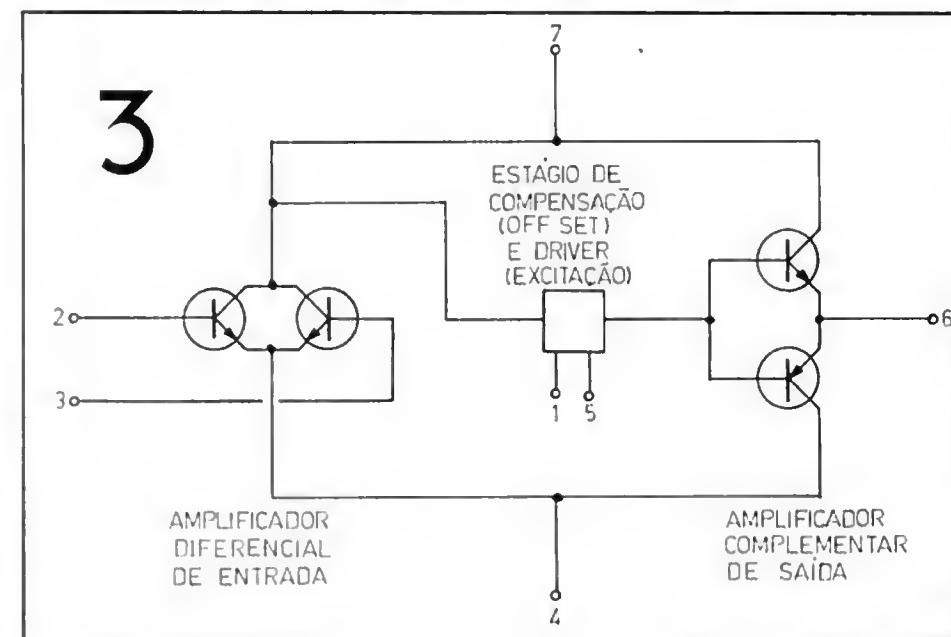 3
7
ESTÁGIO DE
COMPENSAÇÃO
(OFF SET)
E DRIVER
(EXCITAÇÃO)
2
6
3
1 5
AMPLIFICADOR
DIFERENCIAL
DE ENTRADA
AMPLIFICADOR
COMPLEMENTAR
DE SAÍDA
4